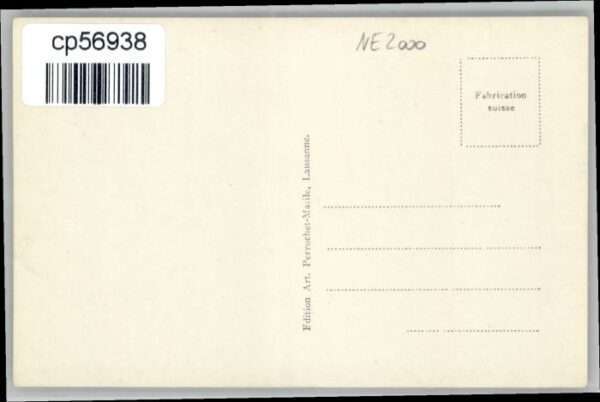 cp56938
NE 2000
Fabrication
suisse
Edition Art. Perrochet-Matile, Lausanne.